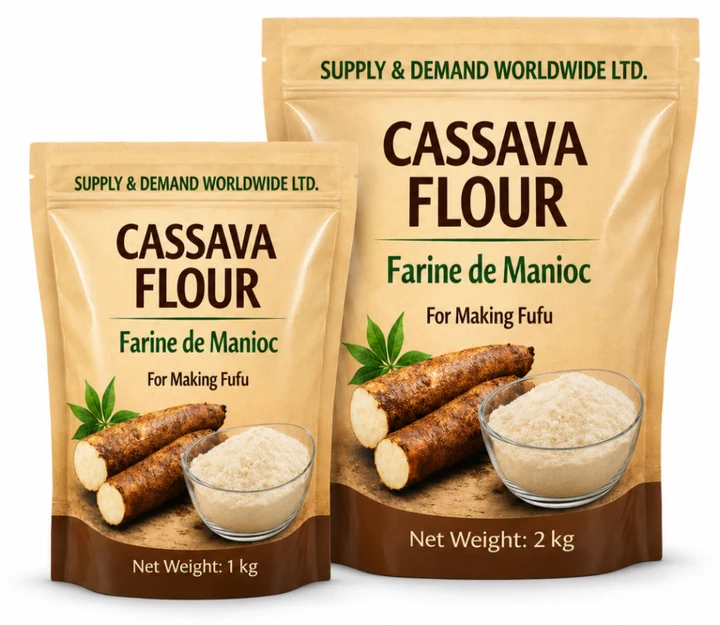 SUPPLY & DEMAND WORLDWIDE LTD.
CASSAVA
FLOUR
Farine de Manioc
For Making Fufu
Net Weight: 1 kg
SUPPLY & DEMAND WORLDWIDE LTD.
CASSAVA
FLOUR
Farine de Manioc
For Making Fufu
Net Weight: 2 kg